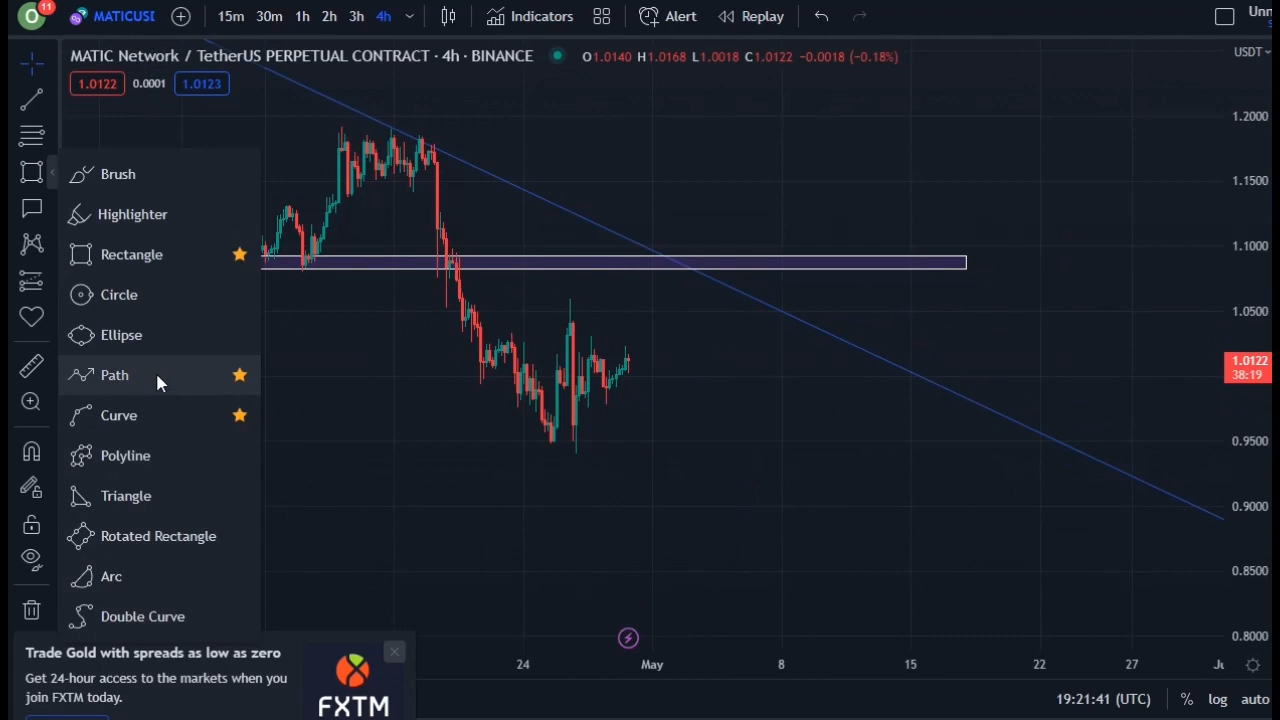 O 11 MATICUSI 15m 30m 1h 2h 3h 4h Indicators Alert Replay Unn
MATIC Network / TetherUS PERPETUAL CONTRACT · 4h · BINANCE O1.0140 H1.0168 L1.0018 C1.0122 −0.0018 (−0.18%) USDT
1.0122 0.0001 1.0123
1.2000
Brush
1.1500
Highlighter
1.1000
Rectangle
Circle
1.0500
Ellipse
1.0122
Path
38:19
Curve
0.9500
Polyline
Triangle
0.9000
Rotated Rectangle
0.8500
Arc
Double Curve
0.8000
Trade Gold with spreads as low as zero
24 May 8 15 22 27 Ju
Get 24-hour access to the markets when you
join FXTM today.
FXTM
19:21:41 (UTC) % log auto